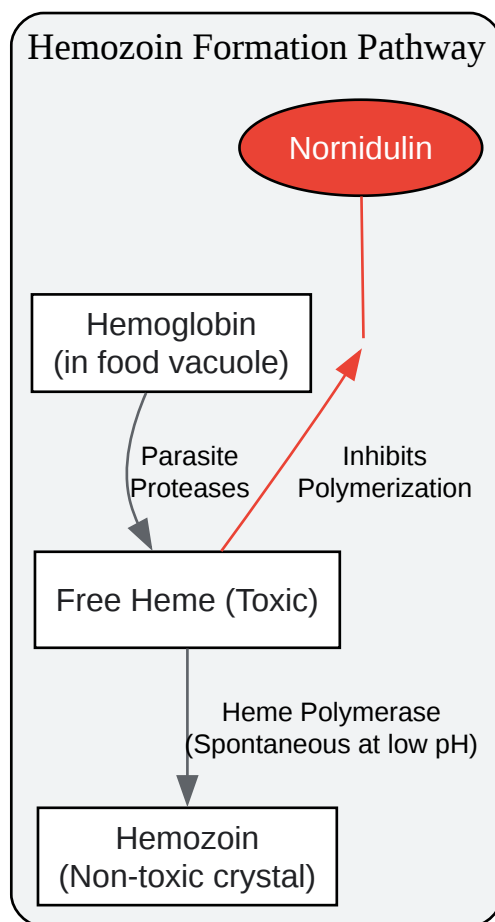 Hemozoin Formation Pathway
Nornidulin
Hemoglobin
(in food vacuole)
Parasite
Proteases
Inhibits
Polymerization
Free Heme (Toxic)
Heme Polymerase
(Spontaneous at low pH)
Hemozoin
(Non-toxic crystal)